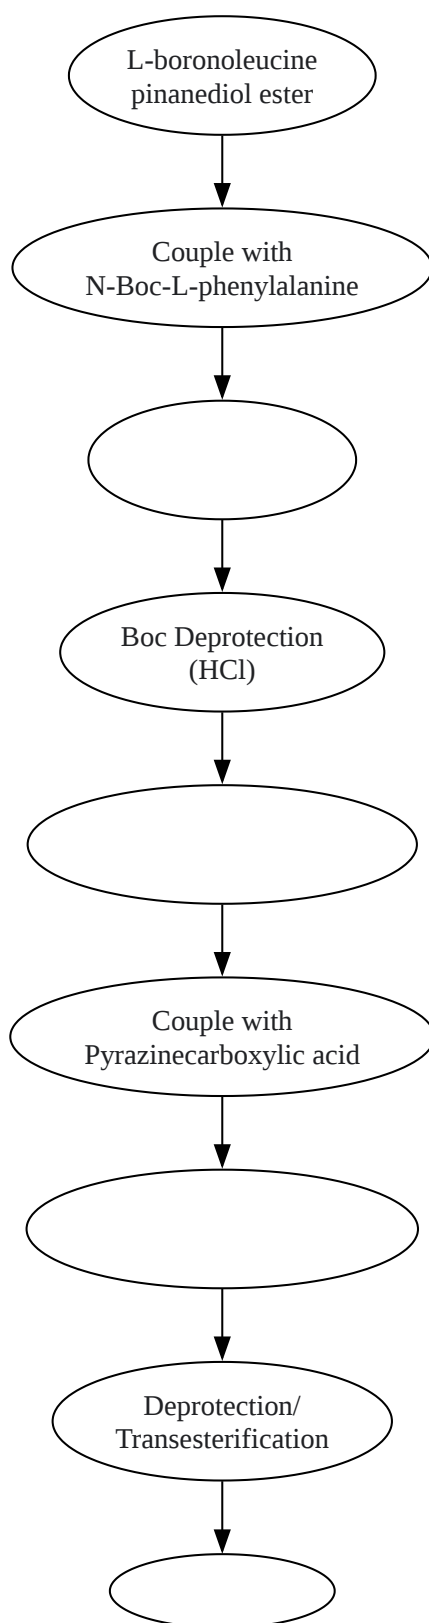 L-boronoleucine
pinanediol ester
Couple with
N-Boc-L-phenylalanine
Boc Deprotection
(HCl)
Couple with
Pyrazinecarboxylic acid
Deprotection/
Transesterification